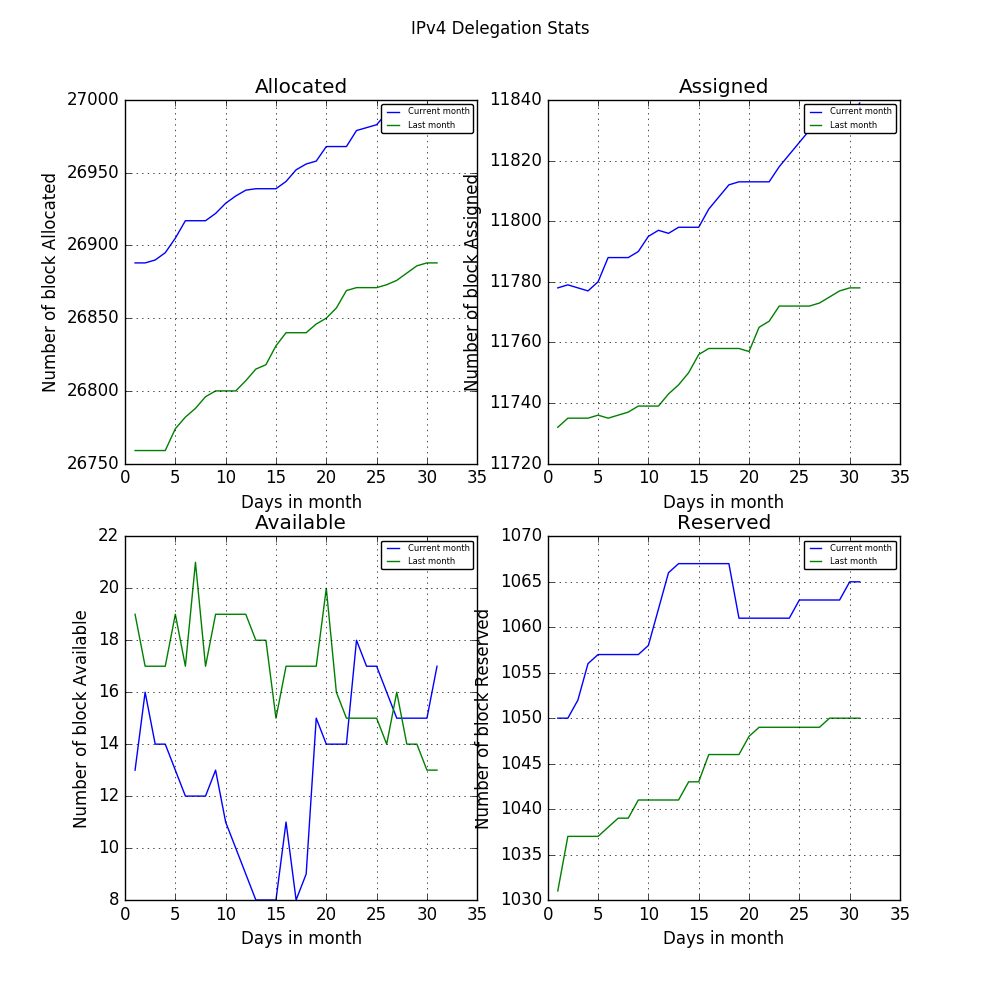 IPv4 Delegation Stats
Allocated
Number of block Allocated
27000
26950
26900
26850
26800
26750
0 5 10 15 20 25 30 35
Days in month
Current month
Last month
Assigned
Number of block Assigned
11840
11820
11800
11780
11760
11740
11720
0 5 10 15 20 25 30 35
Days in month
Current month
Last month
Available
Number of block Available
22
20
18
16
14
12
10
8
0 5 10 15 20 25 30 35
Days in month
Current month
Last month
Reserved
Number of block Reserved
1070
1065
1060
1055
1050
1045
1040
1035
1030
0 5 10 15 20 25 30 35
Days in month
Current month
Last month